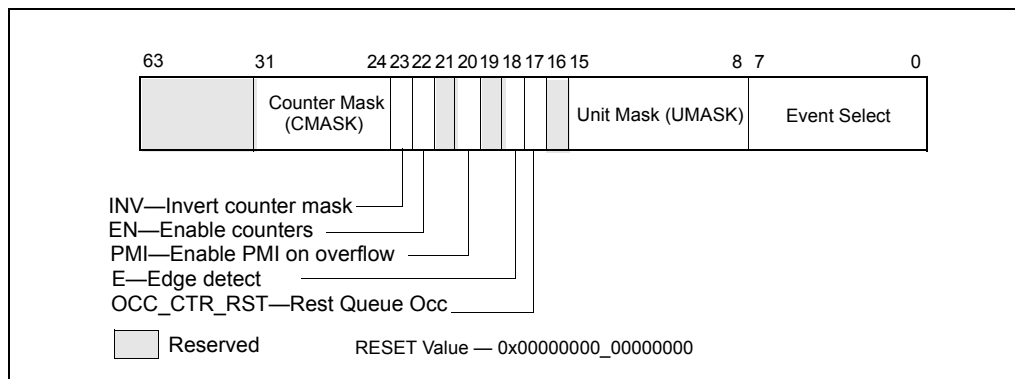 63 31 24 23 22 21 20 19 18 17 16 15 8 7 0
Counter Mask (CMASK) Unit Mask (UMASK) Event Select
INV—Invert counter mask
EN—Enable counters
PMI—Enable PMI on overflow
E—Edge detect
OCC_CTR_RST—Rest Queue Occ
Reserved RESET Value — 0x00000000_00000000